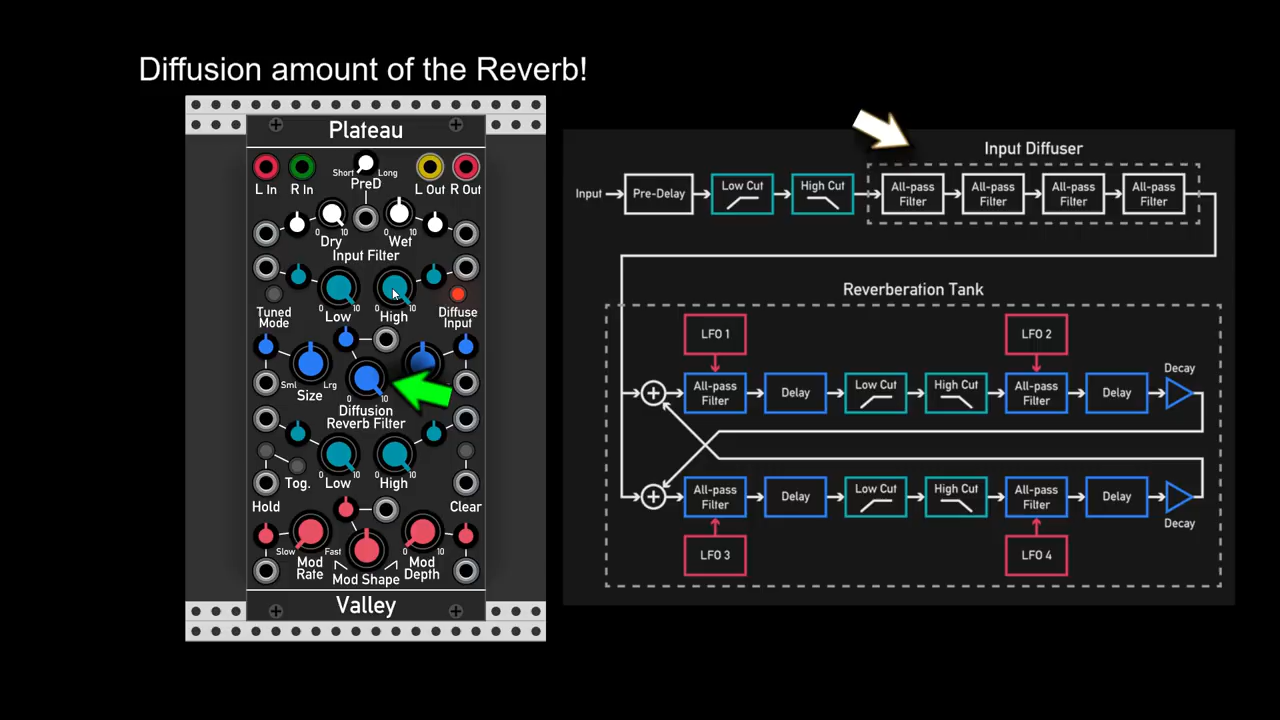 Diffusion amount of the Reverb!
Plateau
Short Long
PreD
L In R In L Out R Out
0 10 0 10
Dry Wet
Input Filter
0 10 0 10
Low High
Tuned Mode
Diffuse Input
Sml Lrg
Size
0 10
Diffusion
Reverb Filter
0 10 0 10
Tog. Low High
Hold Clear
Slow Fast 0 10
Mod Rate
Mod Shape
Mod Depth
Valley
Input Diffuser
Input Pre-Delay Low Cut High Cut
All-pass Filter
All-pass Filter
All-pass Filter
All-pass Filter
Reverberation Tank
LFO 1 LFO 2
Decay
All-pass Filter
Delay
Low Cut
High Cut
All-pass Filter
Delay
All-pass Filter
Delay
Low Cut
High Cut
All-pass Filter
Delay
Decay
LFO 3 LFO 4